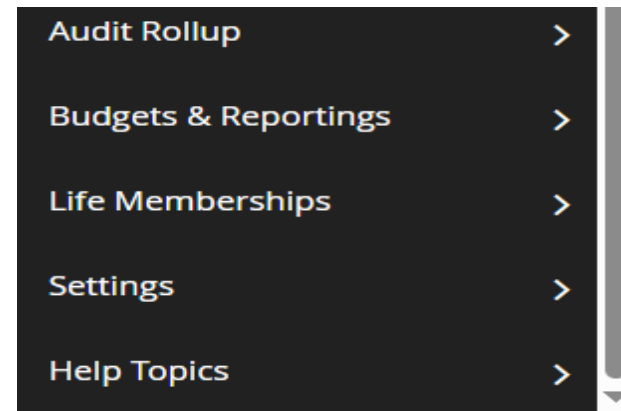 Audit Rollup
Budgets & Reportings
Life Memberships
Settings
Help Topics